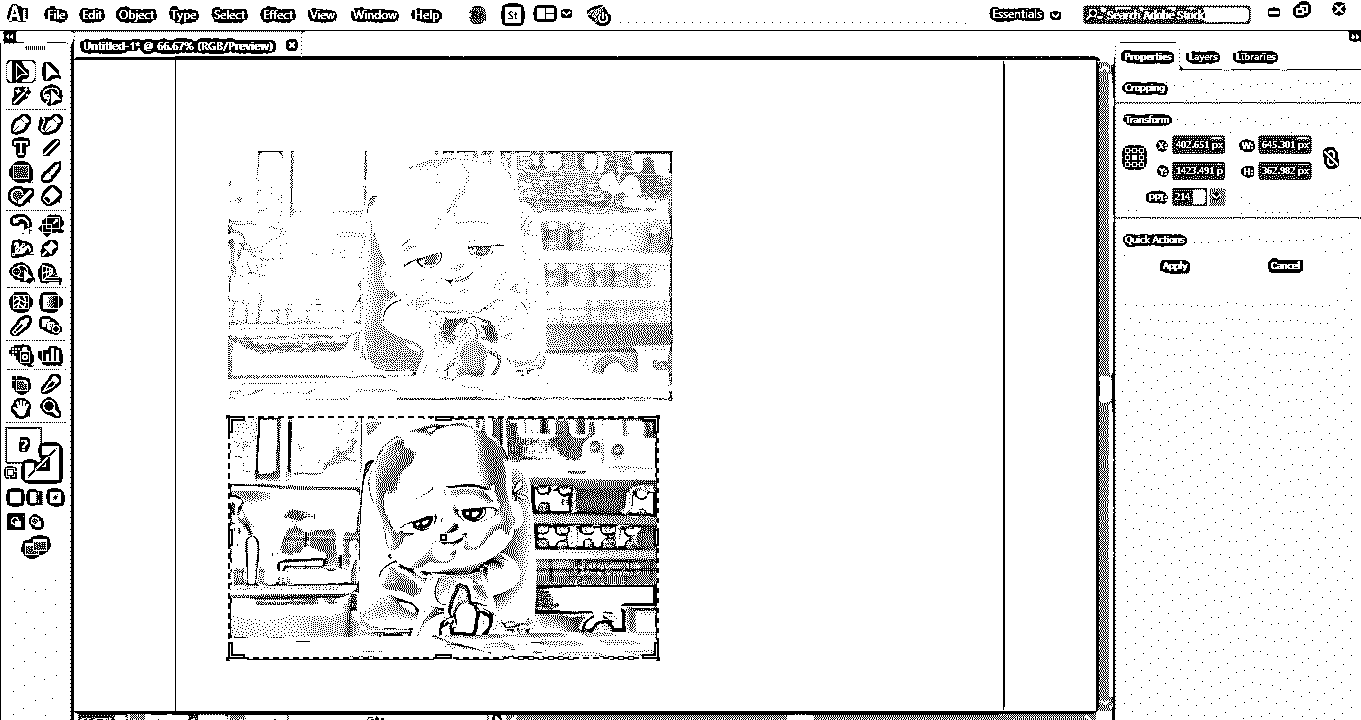 Ai File Edit Object Type Select Effect View Window Help St Essentials Search Adobe Stock
Untitled-1* @ 66.67% (RGB/Preview)
Properties Layers Libraries
Cropping
Transform
X: 402.651 px W: 645.301 px
Y: 1423.491 p H: 362.982 px
PPI: 214
Quick Actions
Apply Cancel
T
?